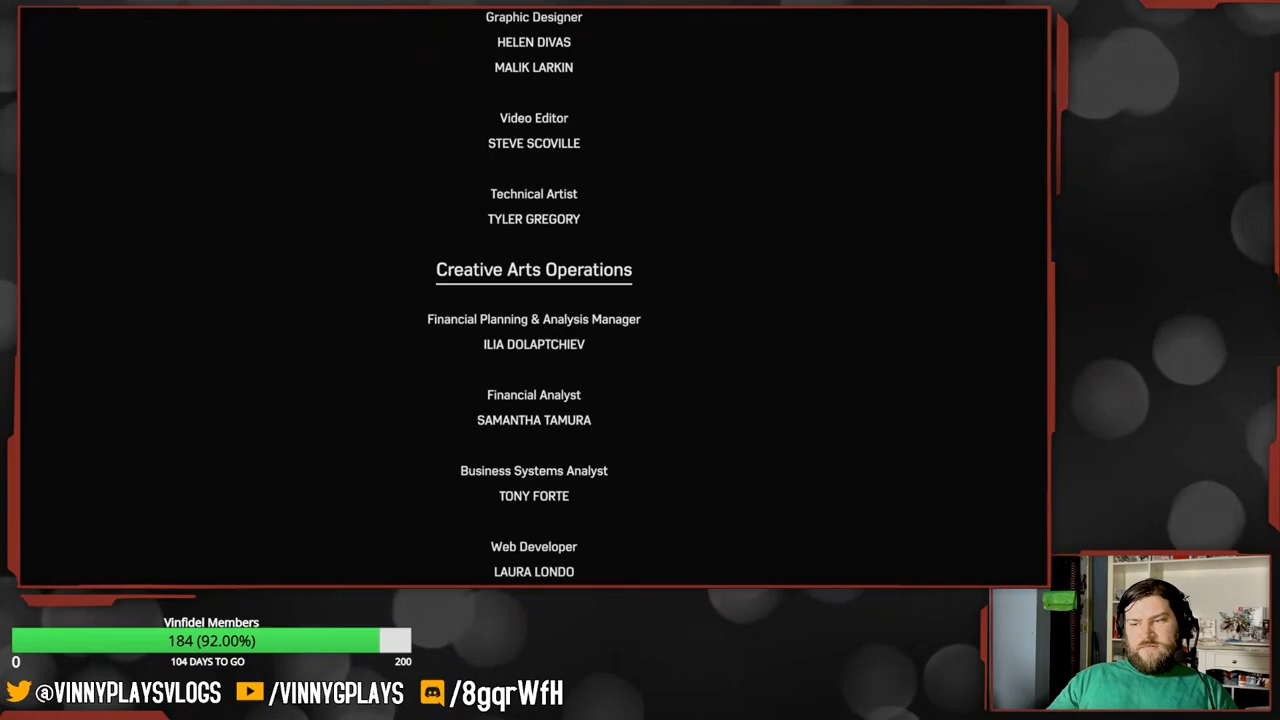 Graphic Designer
HELEN DIVAS
MALIK LARKIN
Video Editor
STEVE SCOVILLE
Technical Artist
TYLER GREGORY
Creative Arts Operations
Financial Planning & Analysis Manager
ILIA DOLAPTCHIEV
Financial Analyst
SAMANTHA TAMURA
Business Systems Analyst
TONY FORTE
Web Developer
LAURA LONDO
Vinfidel Members
184 (92.00%)
0 104 DAYS TO GO 200
@VINNYPLAYSVLOGS /VINNYGPLAYS /8gqrWfH